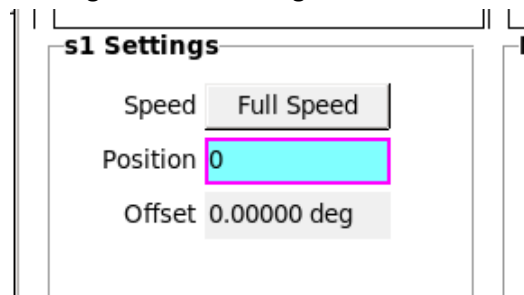 s1 Settings
Speed Full Speed
Position 0
Offset 0.00000 deg